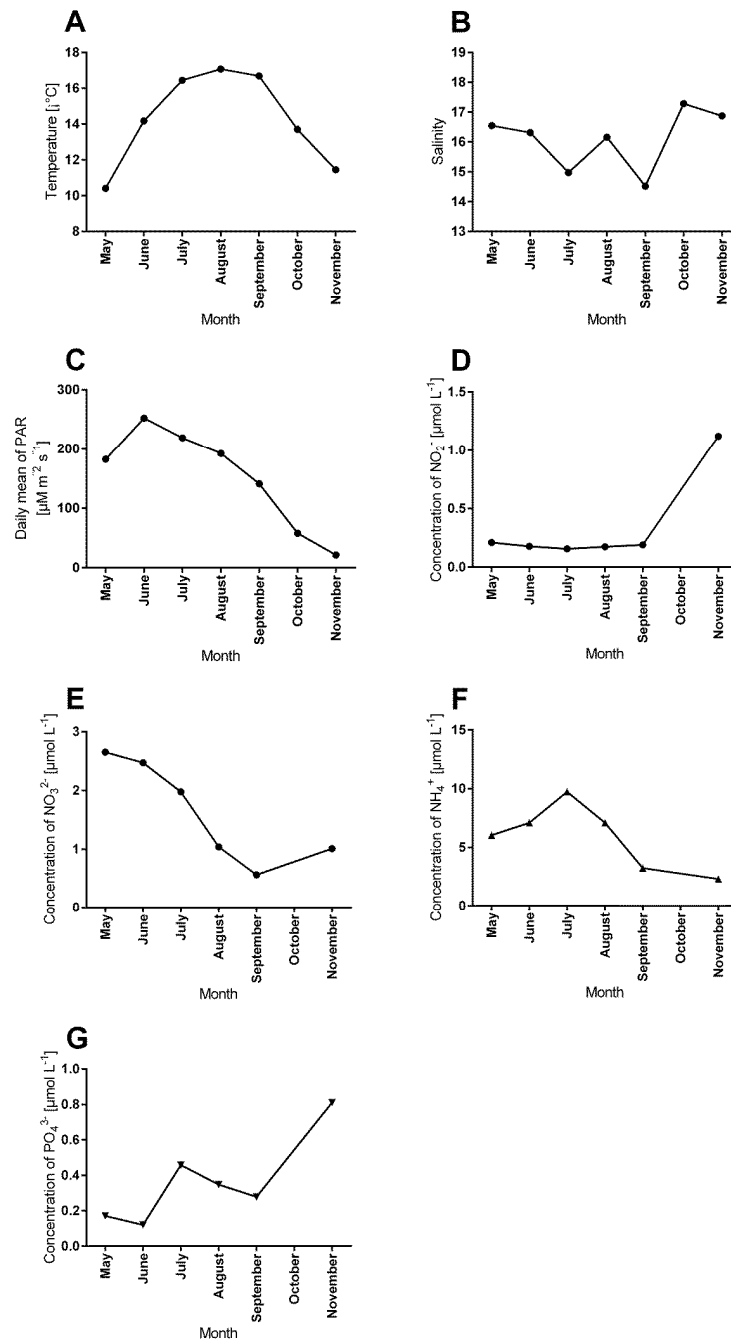 A
Temperature [¡°C]
18
16
14
12
10
8
May
June
July
August
September
October
November
Month
B
Salinity
19
18
17
16
15
14
13
May
June
July
August
September
October
November
Month
C
Daily mean of PAR
[µM m⁻² s⁻¹]
300
200
100
0
May
June
July
August
September
October
November
Month
D
Concentration of NO₂⁻ [µmol L⁻¹]
1.5
1.0
0.5
0.0
May
June
July
August
September
October
November
Month
E
Concentration of NO₃²⁻ [µmol L⁻¹]
3
2
1
0
May
June
July
August
September
October
November
Month
F
Concentration of NH₄⁺ [µmol L⁻¹]
15
10
5
0
May
June
July
August
September
October
November
Month
G
Concentration of PO₄³⁻ [µmol L⁻¹]
1.0
0.8
0.6
0.4
0.2
0.0
May
June
July
August
September
October
November
Month